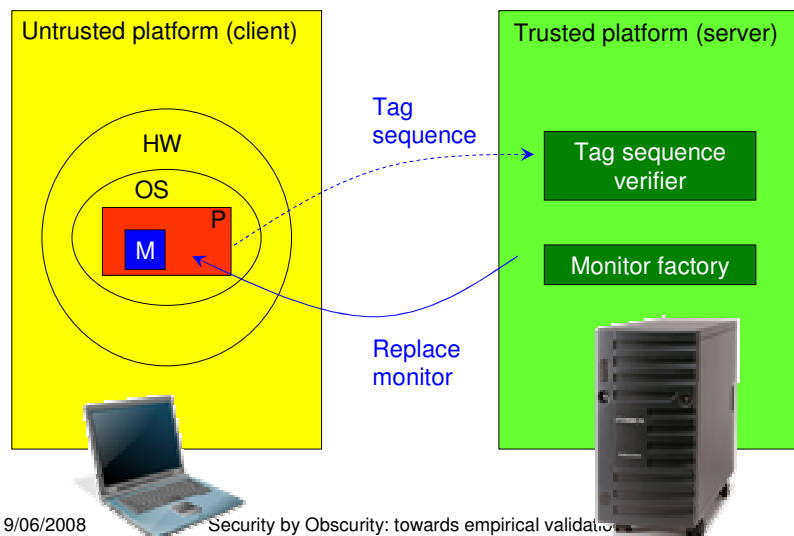 Untrusted platform (client)
Trusted platform (server)
Tag
sequence
HW
OS
P
M
Tag sequence
verifier
Monitor factory
Replace
monitor
9/06/2008
Security by Obscurity: towards empirical